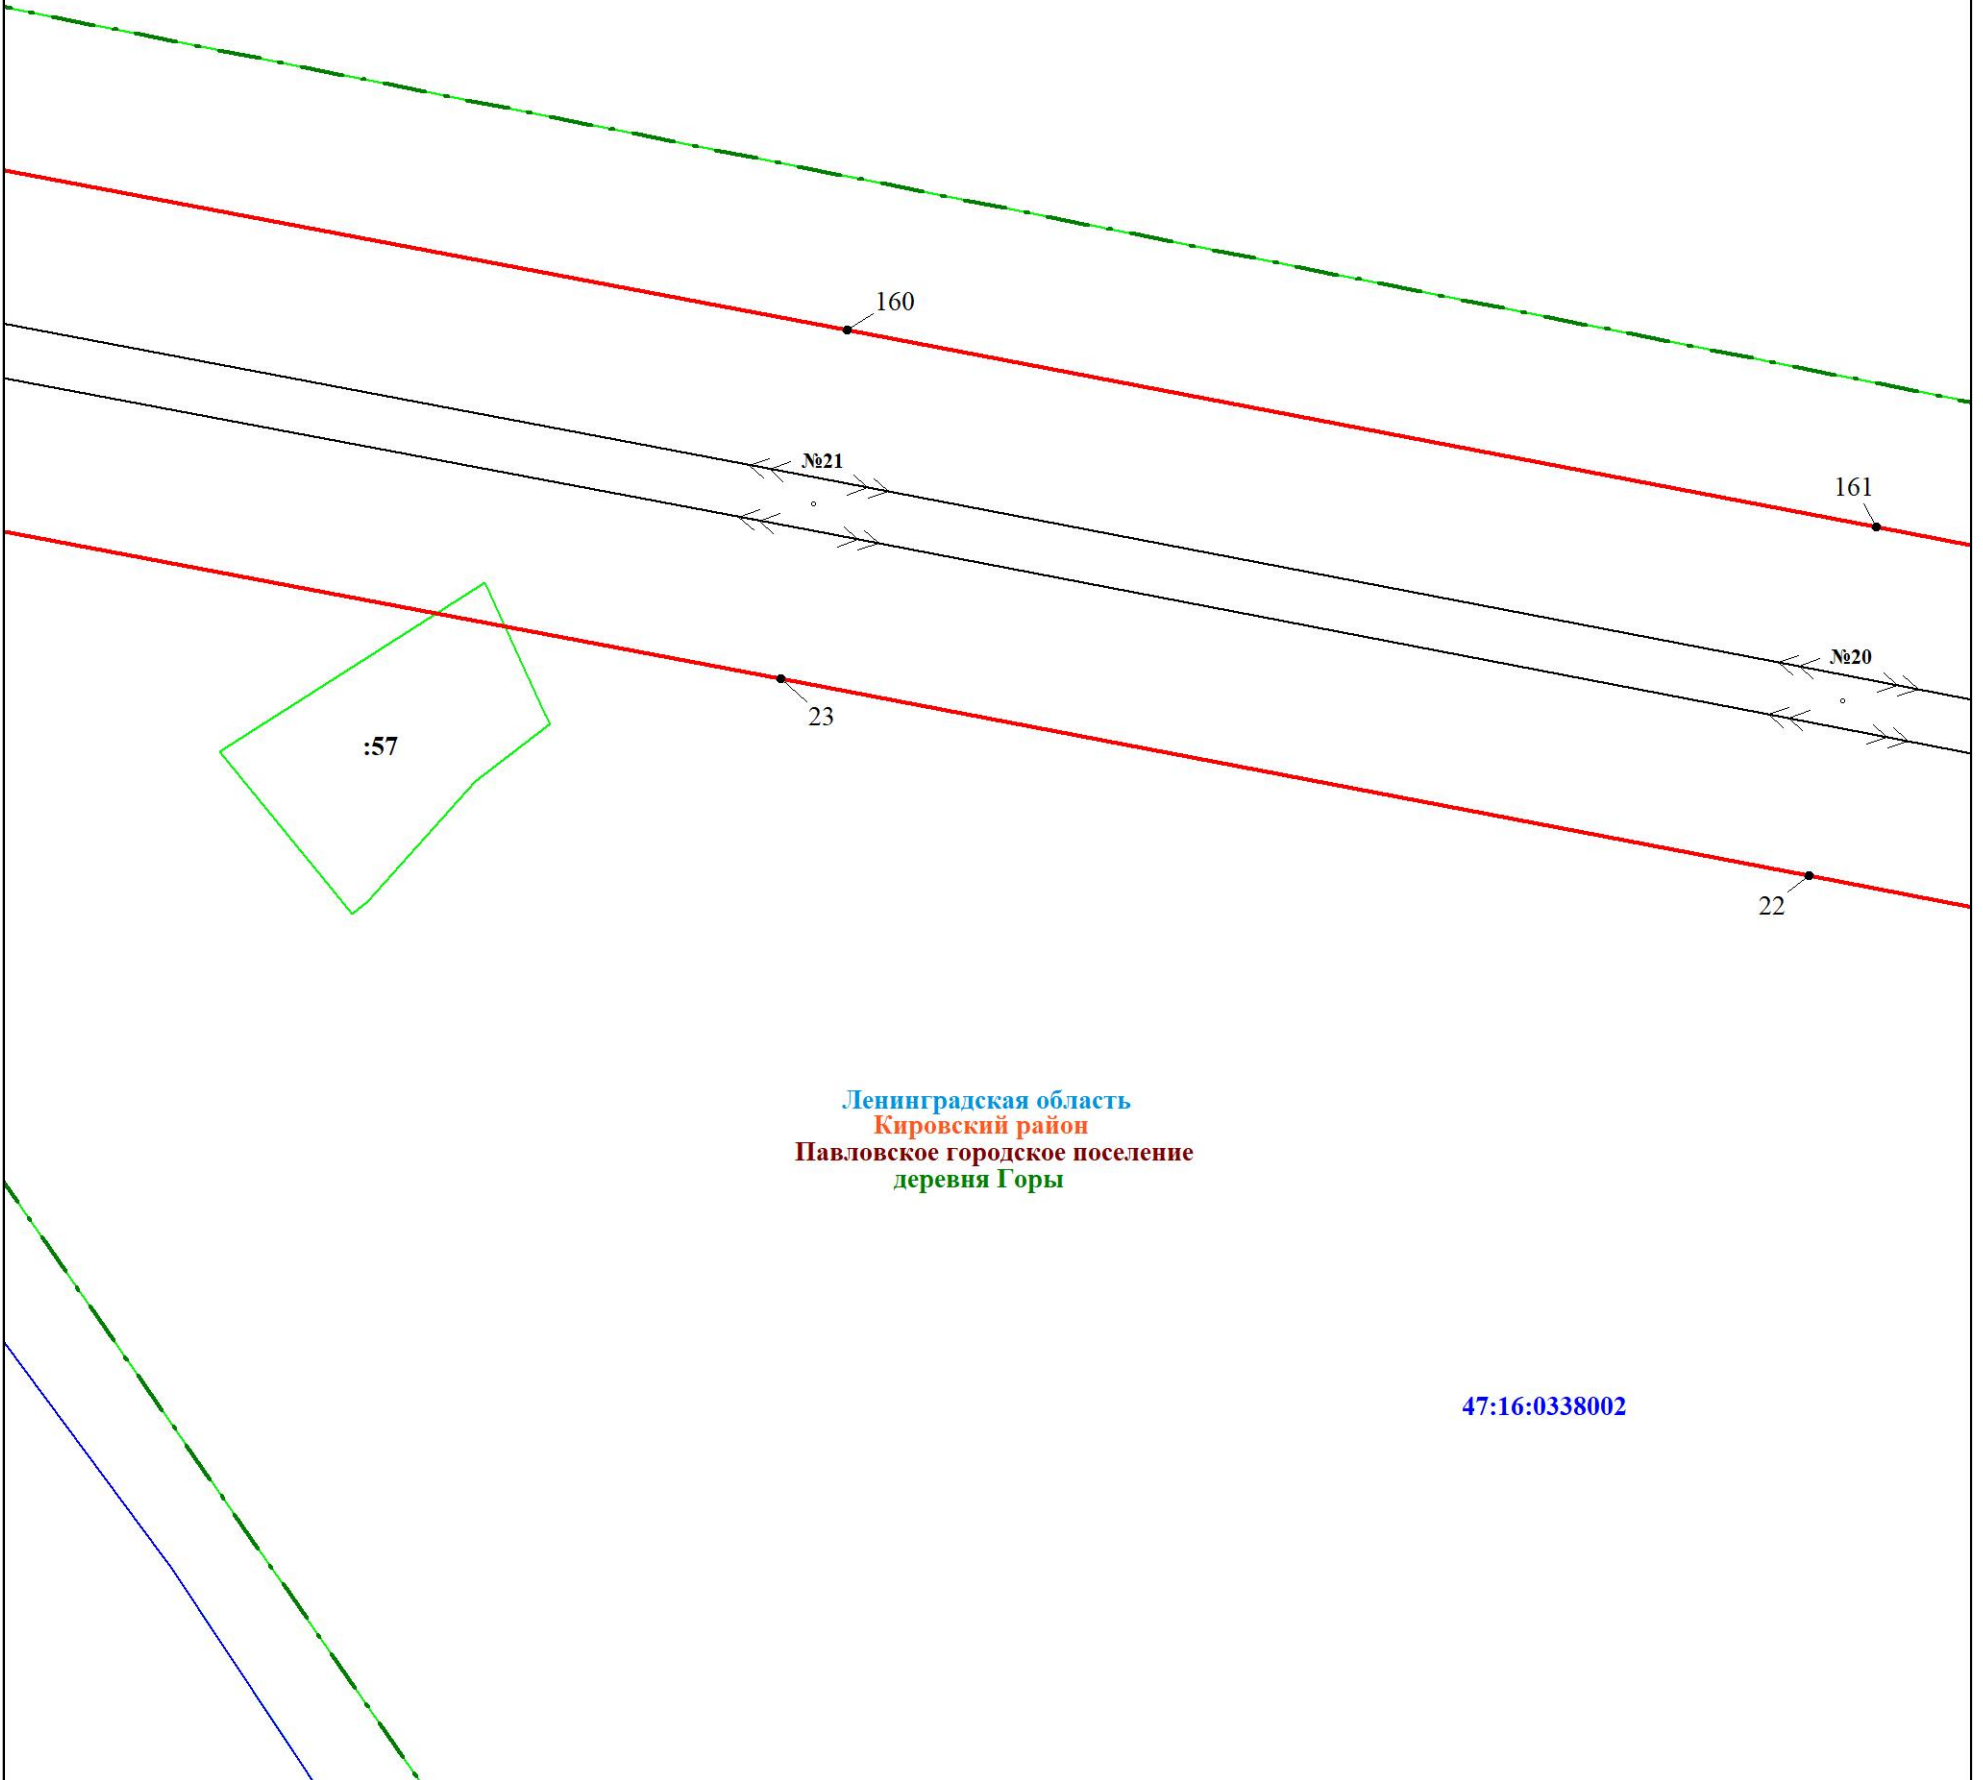 160
№21
161
№20
23
:57
22
Ленинградская область
Кировский район
Павловское городское поселение
деревня Горы
47:16:0338002